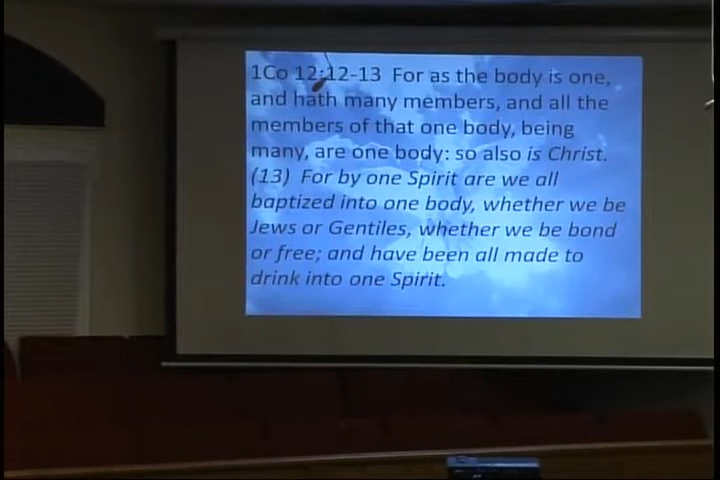 1Co 12:12-13 For as the body is one,
and hath many members, and all the
members of that one body, being
many, are one body: so also is Christ.
(13) For by one Spirit are we all
baptized into one body, whether we be
Jews or Gentiles, whether we be bond
or free; and have been all made to
drink into one Spirit.